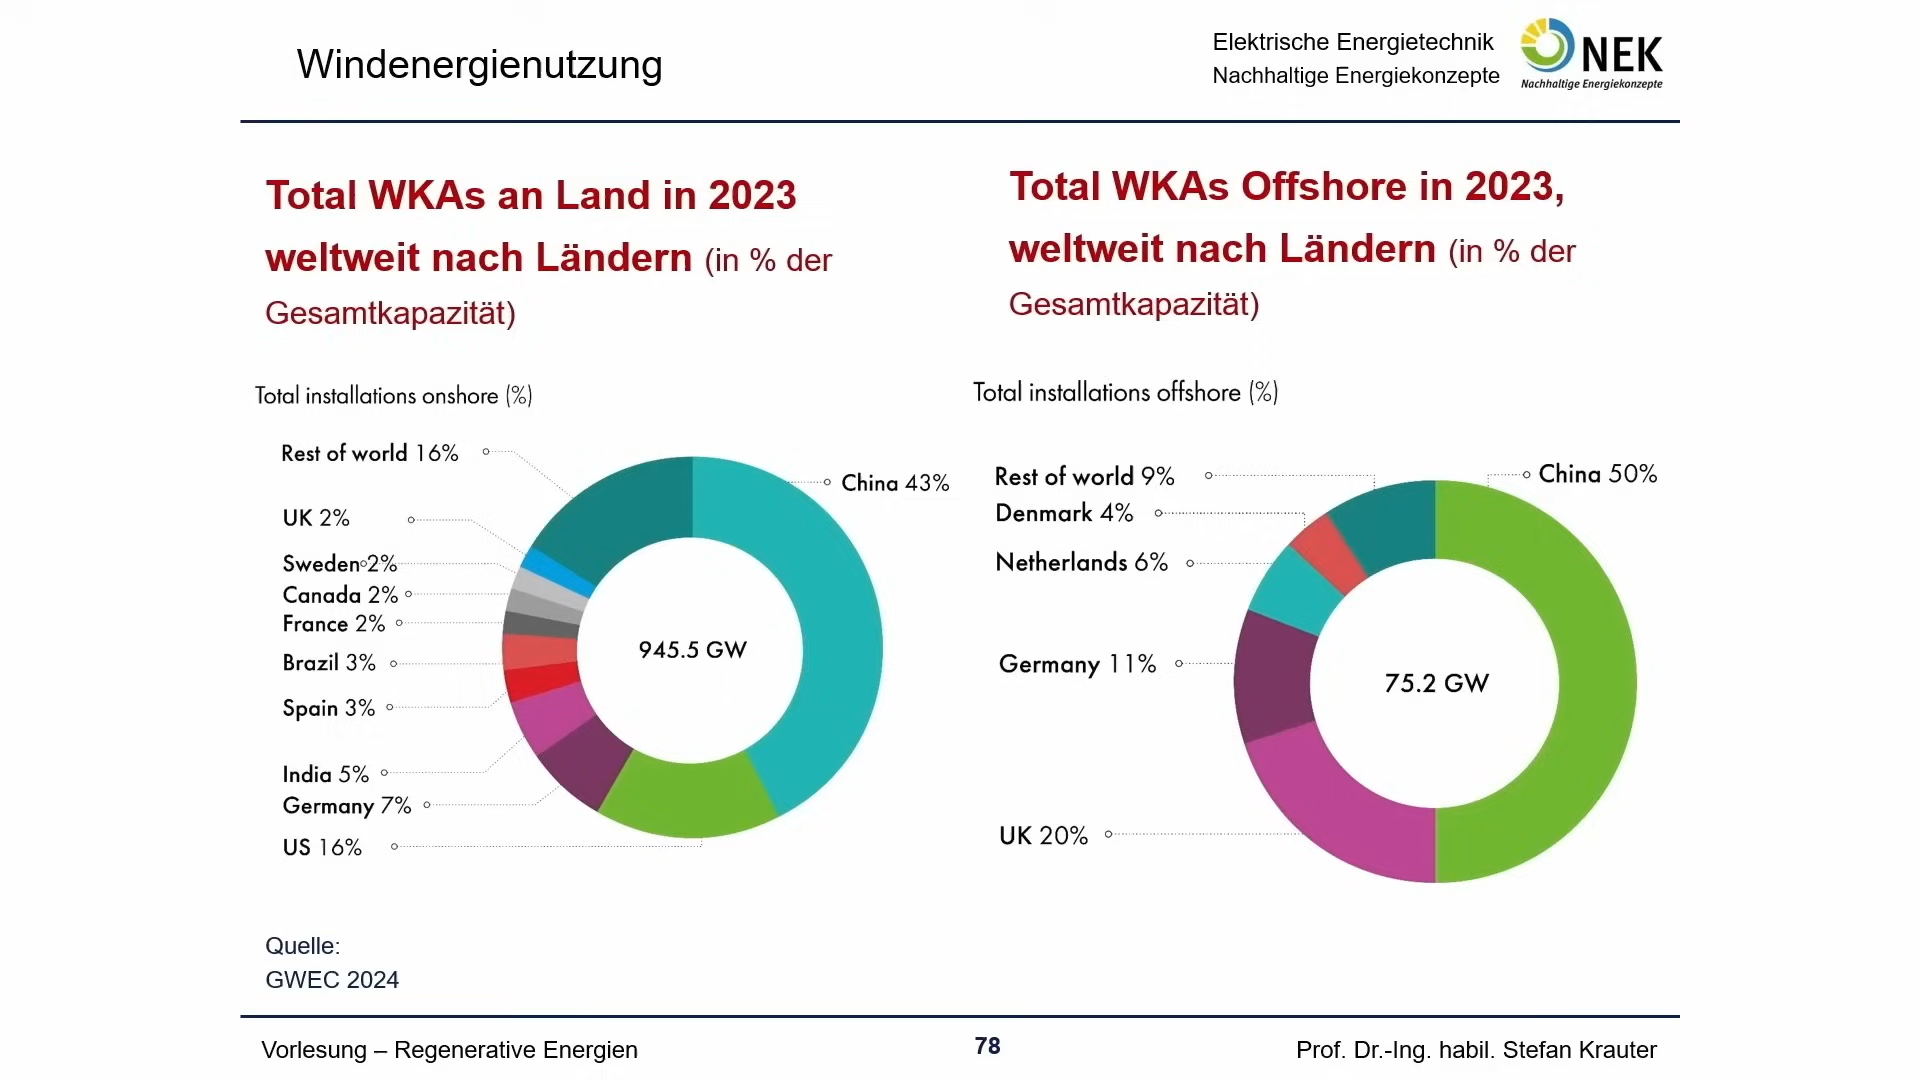 Windenergienutzung
Elektrische Energietechnik
Nachhaltige Energiekonzepte
NEK
Nachhaltige Energiekonzepte
Total WKAs an Land in 2023
weltweit nach Ländern (in % der
Gesamtkapazität)
Total WKAs Offshore in 2023,
weltweit nach Ländern (in % der
Gesamtkapazität)
Total installations onshore (%)
Rest of world 16%
UK 2%
Sweden 2%
Canada 2%
France 2%
Brazil 3%
Spain 3%
India 5%
Germany 7%
US 16%
China 43%
945.5 GW
Total installations offshore (%)
Rest of world 9%
Denmark 4%
Netherlands 6%
Germany 11%
UK 20%
China 50%
75.2 GW
Quelle:
GWEC 2024
Vorlesung – Regenerative Energien
78
Prof. Dr.-Ing. habil. Stefan Krauter